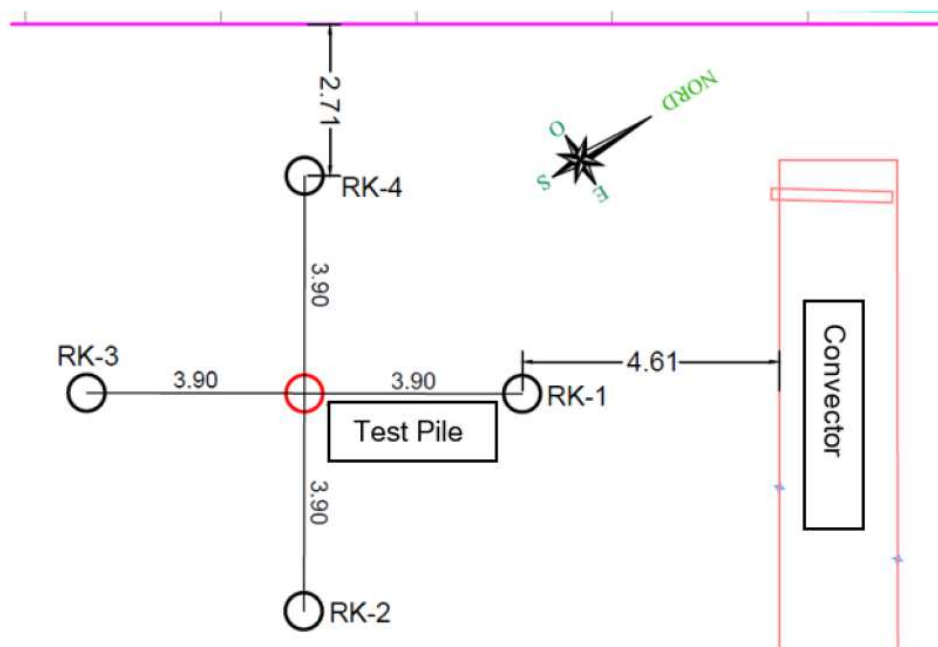 2.71
NORD
O
S
E
RK-4
3.90
RK-3
3.90
3.90
4.61
RK-1
Test Pile
Convector
3.90
RK-2